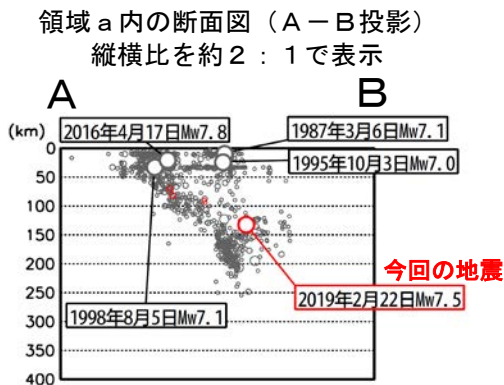 領域ａ内の断面図（Ａ－Ｂ投影）
縦横比を約２：１で表示
A
B
(km)
2016年4月17日Mw7.8
1987年3月6日Mw7.1
1995年10月3日Mw7.0
0
50
100
150
200
250
300
350
400
今回の地震
2019年2月22日Mw7.5
1998年8月5日Mw7.1